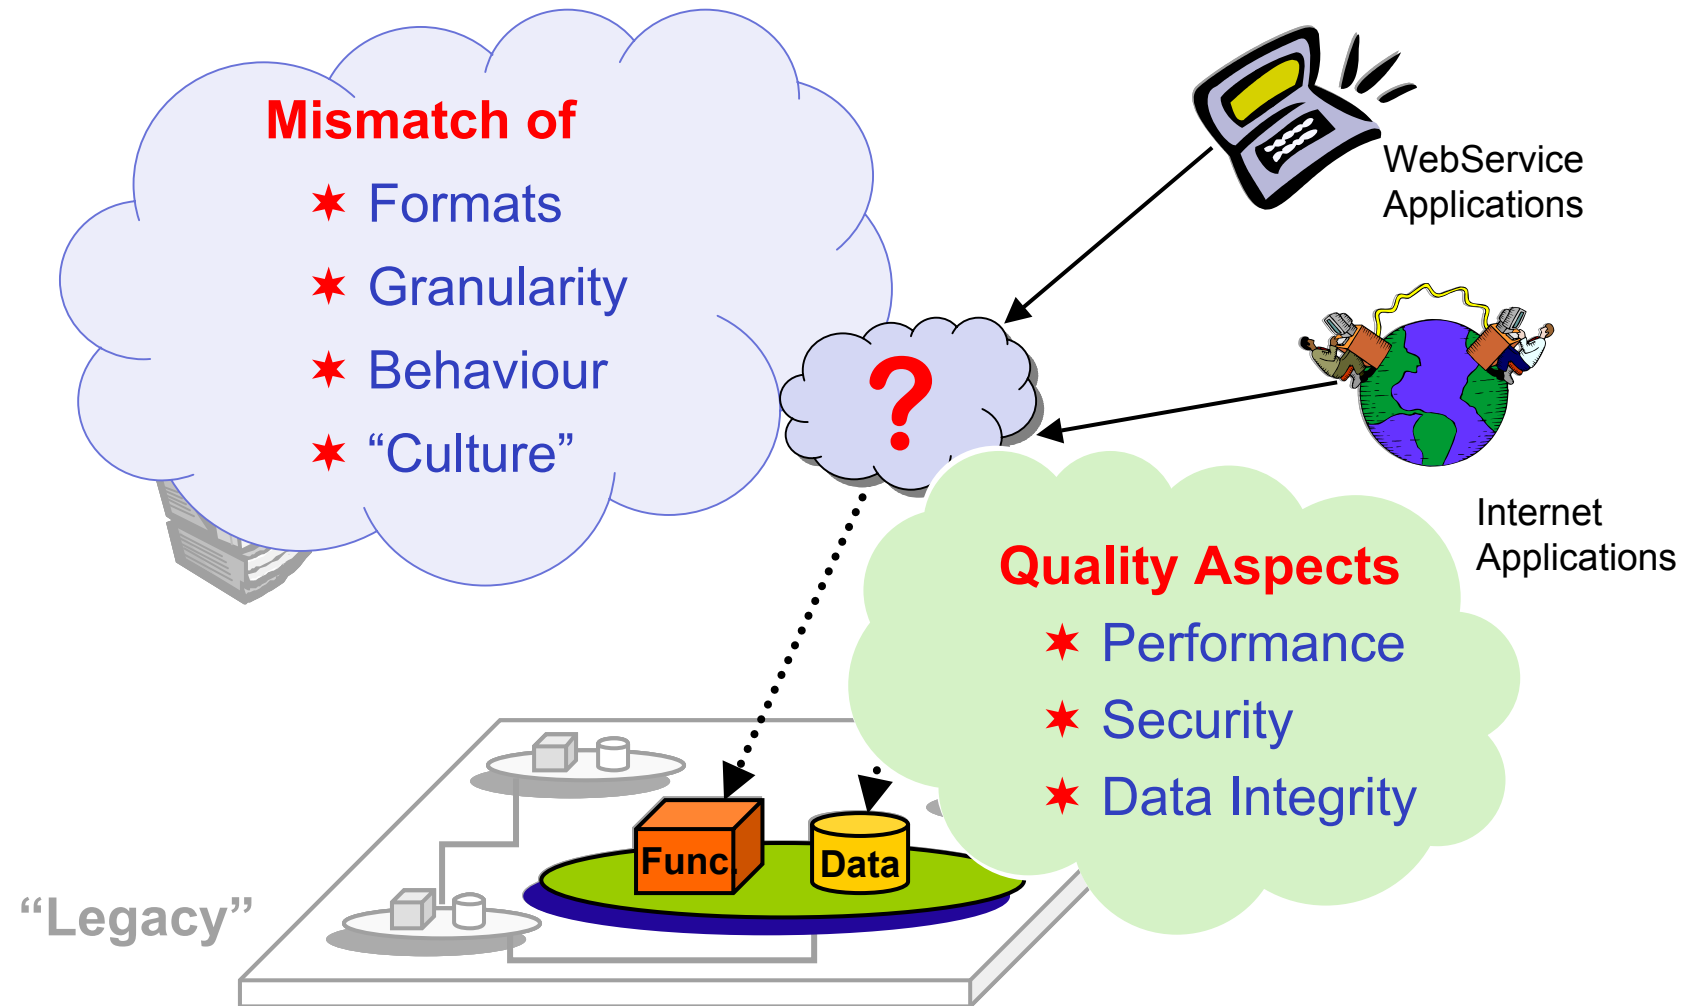 Mismatch of
Formats
Granularity
Behaviour
“Culture”
WebService
Applications
?
Internet
Applications
Quality Aspects
Performance
Security
Data Integrity
Func.
Data
“Legacy”